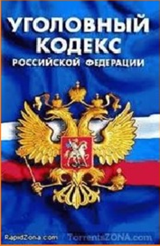 УГОЛОВНЫЙ
КОДЕКС
РОССИЙСКОЙ ФЕДЕРАЦИИ
RapidZona.com
TorrentsZONA.com